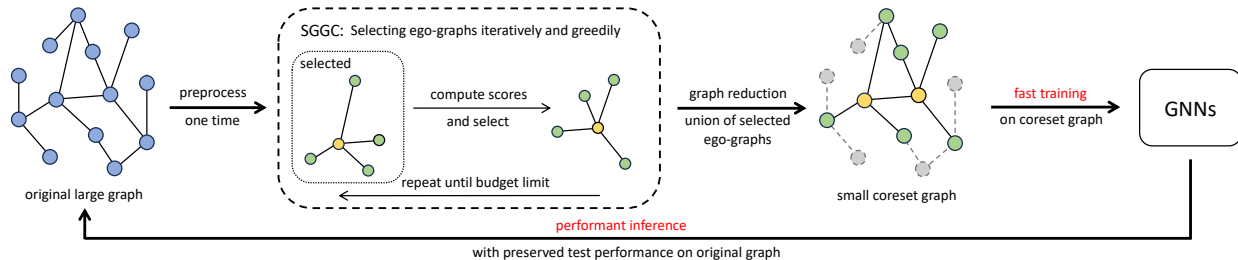 SGGC: Selecting ego-graphs iteratively and greedily
selected
preprocess
one time
compute scores
and select
repeat until budget limit
graph reduction
union of selected
ego-graphs
fast training
on coreset graph
GNNs
original large graph
small coreset graph
performant inference
with preserved test performance on original graph